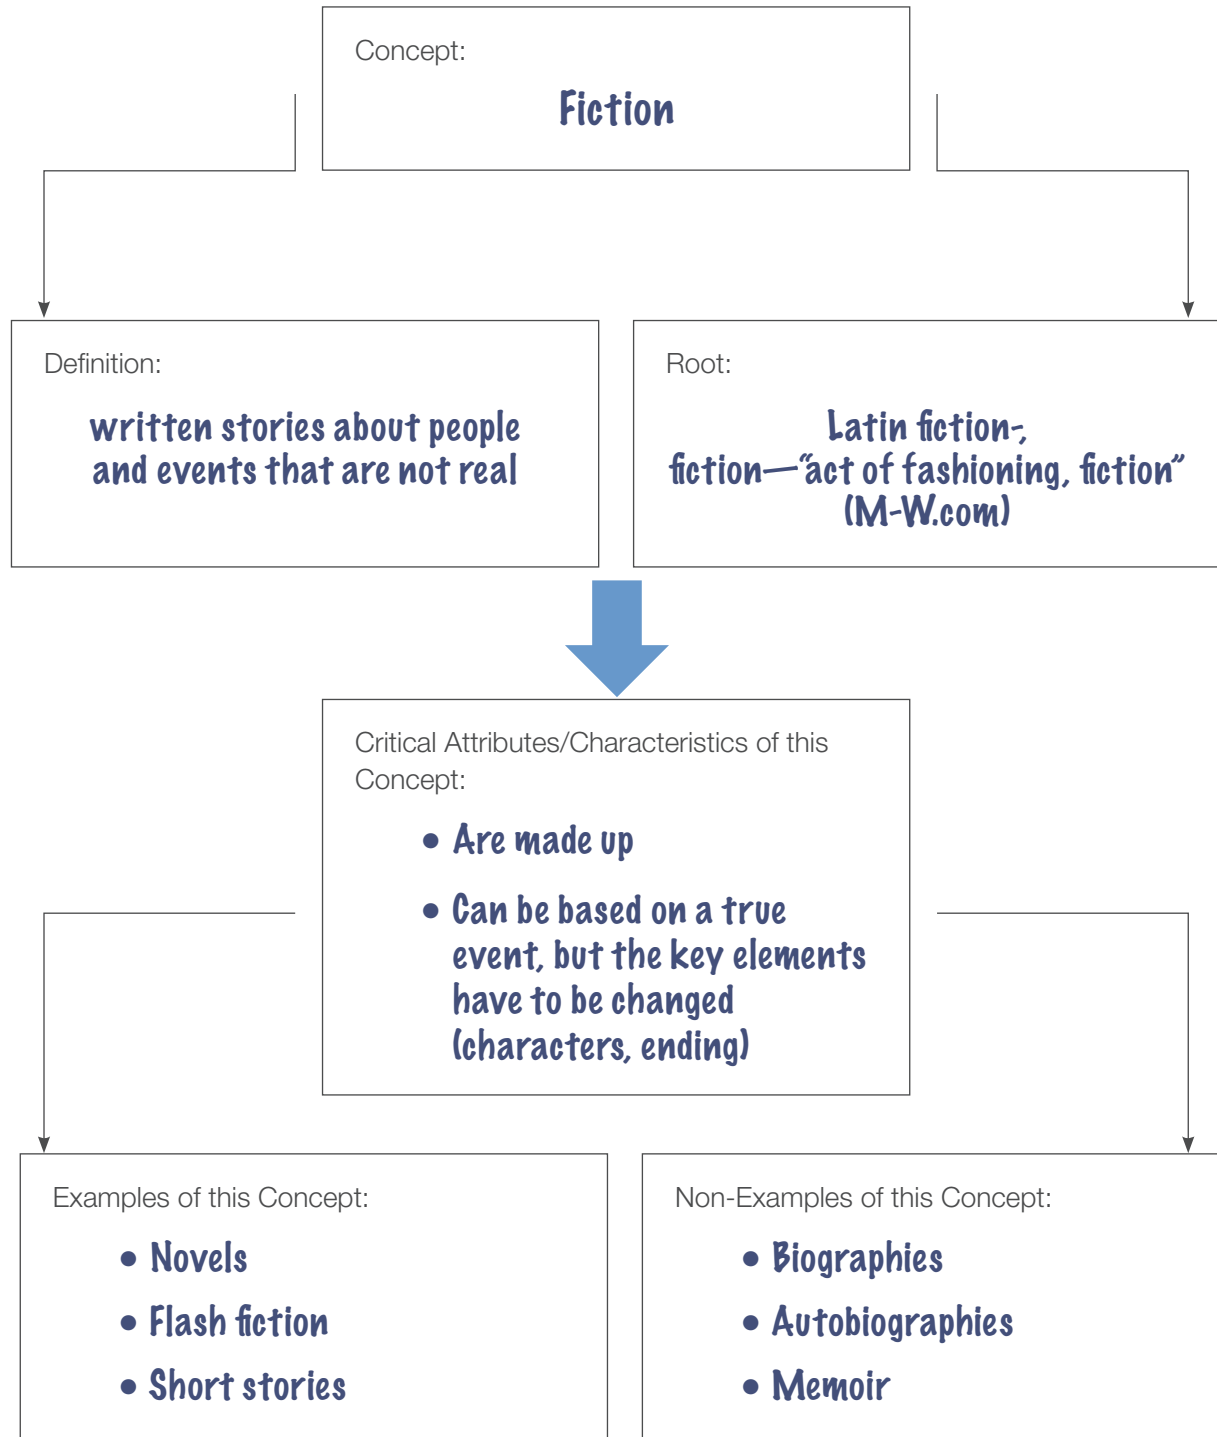 Concept:
Fiction
Definition:
written stories about people
and events that are not real
Root:
Latin fiction-,
fiction—“act of fashioning, fiction”
(M-W.com)
Critical Attributes/Characteristics of this
Concept:
• Are made up
• Can be based on a true
event, but the key elements
have to be changed
(characters, ending)
Examples of this Concept:
• Novels
• Flash fiction
• Short stories
Non-Examples of this Concept:
• Biographies
• Autobiographies
• Memoir